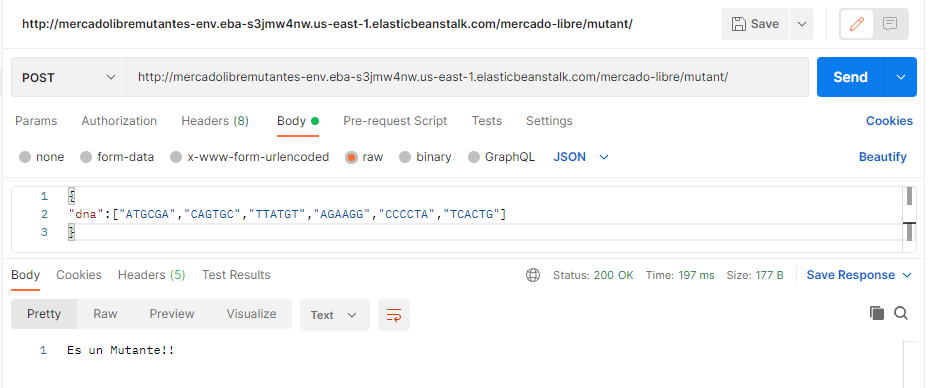 http://mercadolibremutantes-env.eba-s3jmw4nw.us-east-1.elasticbeanstalk.com/mercado-libre/mutant/ Save
POST http://mercadolibremutantes-env.eba-s3jmw4nw.us-east-1.elasticbeanstalk.com/mercado-libre/mutant/ Send
Params Authorization Headers (8) Body Pre-request Script Tests Settings Cookies
none form-data x-www-form-urlencoded raw binary GraphQL JSON Beautify
1 {
2 "dna":["ATGCGA","CAGTGC","TTATGT","AGAAGG","CCCCTA","TCACTG"]
3 }
Body Cookies Headers (5) Test Results Status: 200 OK Time: 197 ms Size: 177 B Save Response
Pretty Raw Preview Visualize Text
1 Es un Mutante!!